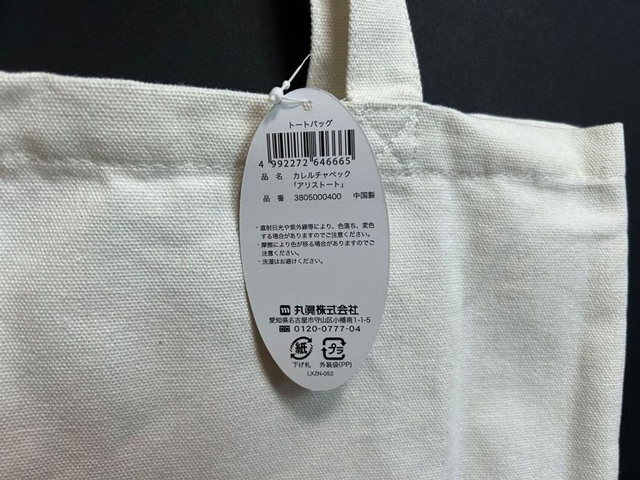 トートバッグ
4 992272 646665
品 名 カレルチャペック
「アリストート」
品 番 3805000400 中国製
・直射日光や紫外線等により、色落ち、変色
する場合がありますのでご注意ください。
・摩擦により色が移る場合がありますのでご注意ください。
・洗濯はお避けください。
m 丸眞株式会社
愛知県名古屋市守山区小幡南1-1-5
0120-0777-04
紙 プラ
下げ札 外装袋(PP)
LXZN-052